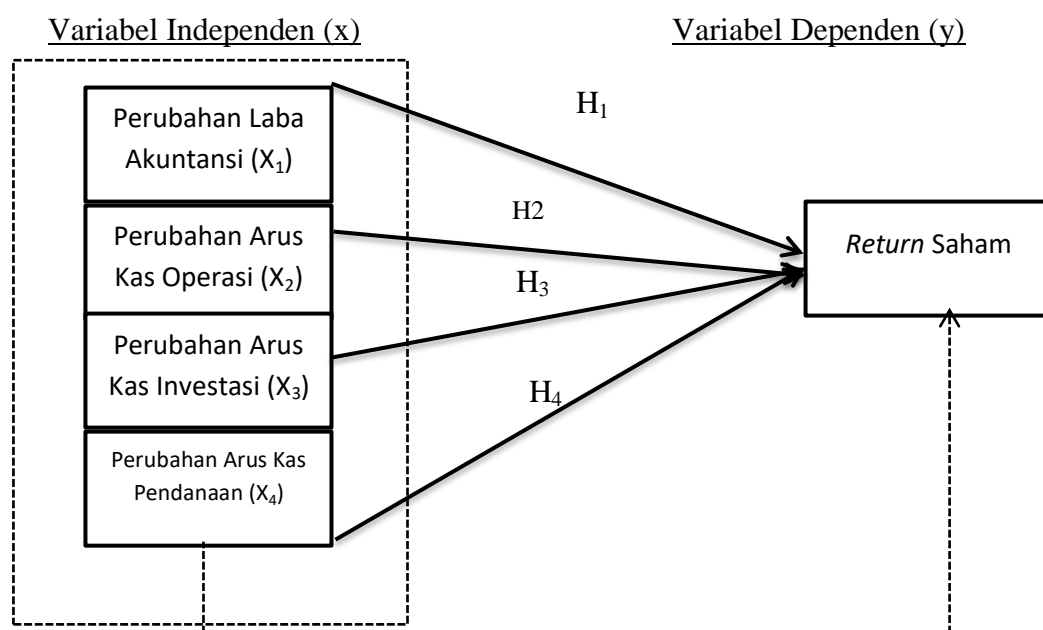 Variabel Independen (x)
Variabel Dependen (y)
Perubahan Laba
Akuntansi (X₁)
H₁
Perubahan Arus
Kas Operasi (X₂)
H2
Return Saham
Perubahan Arus
Kas Investasi (X₃)
H₃
Perubahan Arus Kas
Pendanaan (X₄)
H₄